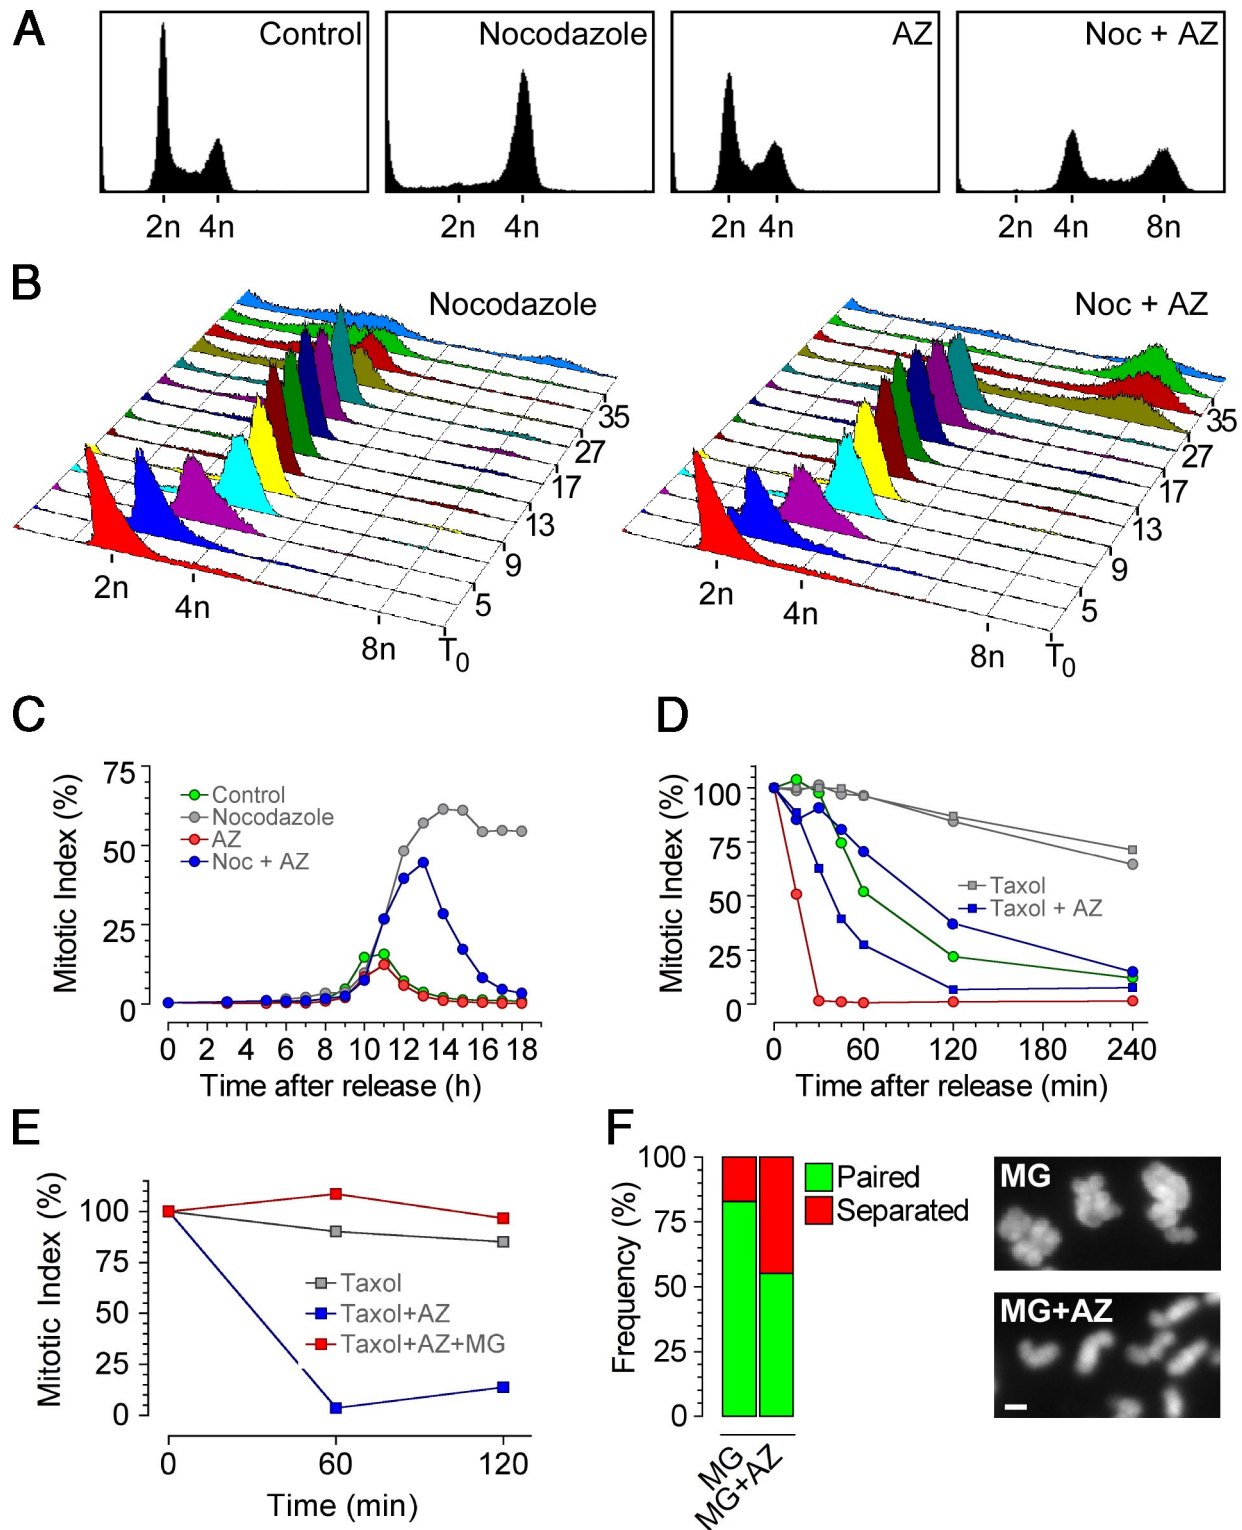 A
Control
Nocodazole
AZ
Noc + AZ
2n 4n
2n 4n
2n 4n
2n 4n 8n
B
Nocodazole
Noc + AZ
35
27
17
13
9
5
T0
2n
4n
8n
35
27
17
13
9
5
T0
2n
4n
8n
C
Mitotic Index (%)
75
50
25
0
Control
Nocodazole
AZ
Noc + AZ
0 2 4 6 8 10 12 14 16 18
Time after release (h)
D
Mitotic Index (%)
100
75
50
25
0
Taxol
Taxol + AZ
0 60 120 180 240
Time after release (min)
E
Mitotic Index (%)
100
75
50
25
0
Taxol
Taxol+AZ
Taxol+AZ+MG
0 60 120
Time (min)
F
Frequency (%)
100
75
50
25
0
Paired
Separated
MG
MG+AZ
MG
MG+AZ